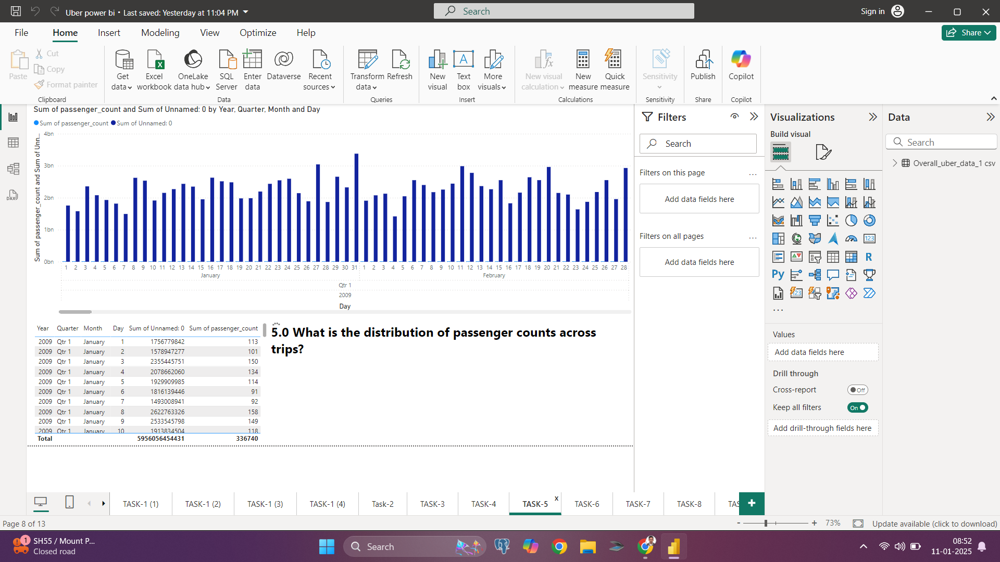 Uber power bi • Last saved: Yesterday at 11:04 PM
Search
Sign in
File Home Insert Modeling View Optimize Help
Share
Paste
Cut
Copy
Format painter
Clipboard
Get data
Excel workbook
OneLake data hub
SQL Server
Enter data
Dataverse
Recent sources
Data
Transform data
Refresh
Queries
New visual
Text box
More visuals
Insert
New visual calculation
New measure
Quick measure
Calculations
Sensitivity
Sensitivity
Publish
Share
Copilot
Copilot
Sum of passenger_count and Sum of Unnamed: 0 by Year, Quarter, Month and Day
Sum of passenger_count Sum of Unnamed: 0
Sum of passenger_count and Sum of Unn...
4bn
3bn
2bn
1bn
0bn
1 2 3 4 5 6 7 8 9 10 11 12 13 14 15 16 17 18 19 20 21 22 23 24 25 26 27 28 29 30 31 1 2 3 4 5 6 7 8 9 10 11 12 13 14 15 16 17 18 19 20 21 22 23 24 25 26 27 28
January February
Qtr 1
2009
Day
Year Quarter Month Day Sum of Unnamed: 0 Sum of passenger_count
2009 Qtr 1 January 1 1756779842 113
2009 Qtr 1 January 2 1578947277 101
2009 Qtr 1 January 3 2355445751 150
2009 Qtr 1 January 4 2078662060 134
2009 Qtr 1 January 5 1929909985 114
2009 Qtr 1 January 6 1816139446 91
2009 Qtr 1 January 7 1493008941 92
2009 Qtr 1 January 8 2622763326 158
2009 Qtr 1 January 9 2533545798 149
2009 Qtr 1 January 10 1913834504 118
Total 5956056454431 336740
5.0 What is the distribution of passenger counts across
trips?
Filters
Search
Filters on this page
...
Add data fields here
Filters on all pages
...
Add data fields here
Visualizations
Build visual
123
R
Py
123
...
Values
Add data fields here
Drill through
Cross-report
Off
Keep all filters
On
Add drill-through fields here
Data
Search
Overall_uber_data_1 csv
DAX
TASK-1 (1) TASK-1 (2) TASK-1 (3) TASK-1 (4) Task-2 TASK-3 TASK-4 TASK-5 x TASK-6 TASK-7 TASK-8 TAS
+
Page 8 of 13
- + 73%
Update available (click to download)
1
SH55 / Mount P...
Closed road
Search
08:52
11-01-2025